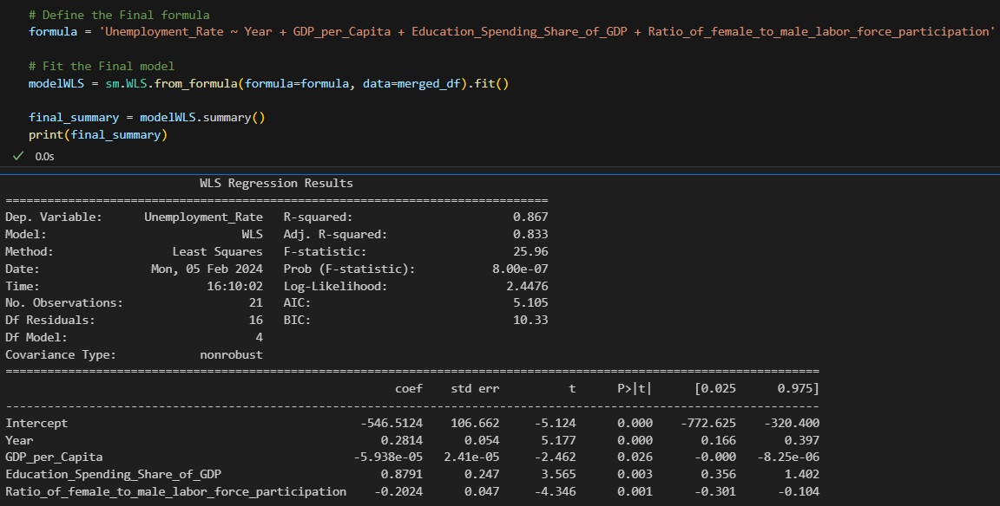 # Define the Final formula
formula = 'Unemployment_Rate ~ Year + GDP_per_Capita + Education_Spending_Share_of_GDP + Ratio_of_female_to_male_labor_force_participation'
# Fit the Final model
modelWLS = sm.WLS.from_formula(formula=formula, data=merged_df).fit()
final_summary = modelWLS.summary()
print(final_summary)
✓ 0.0s
WLS Regression Results
==============================================================================
Dep. Variable: Unemployment_Rate R-squared: 0.867
Model: WLS Adj. R-squared: 0.833
Method: Least Squares F-statistic: 25.96
Date: Mon, 05 Feb 2024 Prob (F-statistic): 8.00e-07
Time: 16:10:02 Log-Likelihood: 2.4476
No. Observations: 21 AIC: 5.105
Df Residuals: 16 BIC: 10.33
Df Model: 4
Covariance Type: nonrobust
=====================================================================================================================
coef std err t P>|t| [0.025 0.975]
---------------------------------------------------------------------------------------------------------------------
Intercept -546.5124 106.662 -5.124 0.000 -772.625 -320.400
Year 0.2814 0.054 5.177 0.000 0.166 0.397
GDP_per_Capita -5.938e-05 2.41e-05 -2.462 0.026 -0.000 -8.25e-06
Education_Spending_Share_of_GDP 0.8791 0.247 3.565 0.003 0.356 1.402
Ratio_of_female_to_male_labor_force_participation -0.2024 0.047 -4.346 0.001 -0.301 -0.104